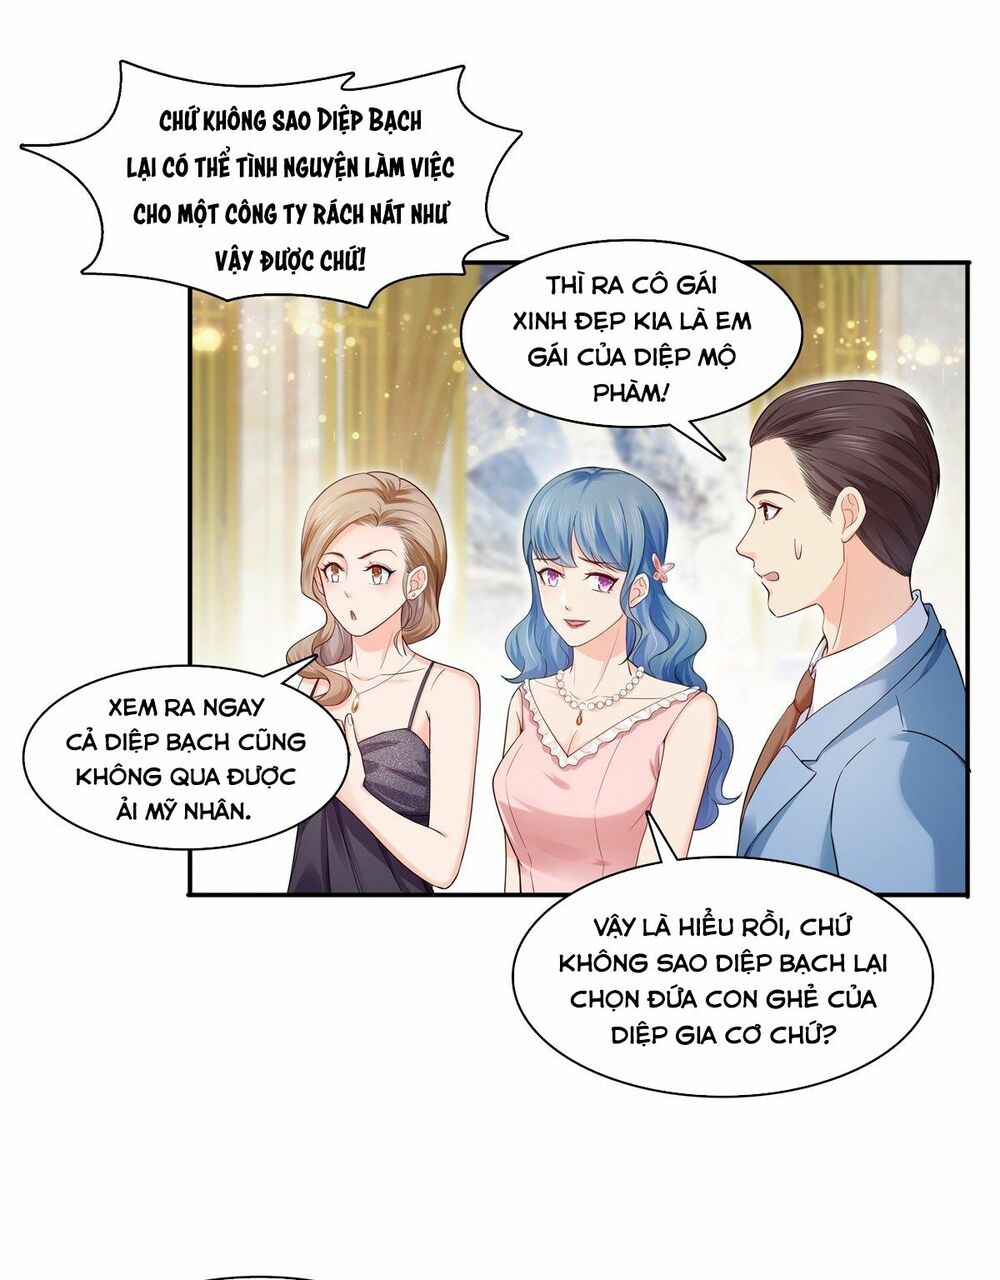 CHỨ KHÔNG SAO DIỆP BẠCH
LẠI CÓ THỂ TÌNH NGUYỆN LÀM VIỆC
CHO MỘT CÔNG TY RÁCH NÁT NHƯ
VẬY ĐƯỢC CHỨ!
THÌ RA CÔ GÁI
XINH ĐẸP KIA LÀ EM
GÁI CỦA DIỆP MỘ
PHÀM!
XEM RA NGAY
CẢ DIỆP BẠCH CŨNG
KHÔNG QUA ĐƯỢC
ẢI MỸ NHÂN.
VẬY LÀ HIỂU RỒI, CHỨ
KHÔNG SAO DIỆP BẠCH LẠI
CHỌN ĐỨA CON GHẺ CỦA
DIỆP GIA CƠ CHỨ?